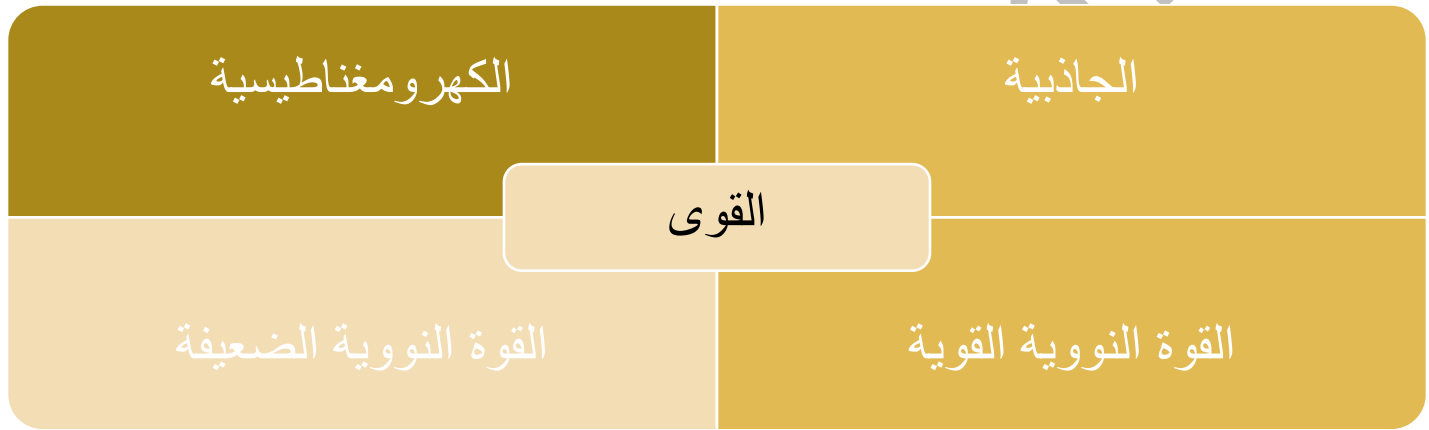 الجاذبية
الكهرومغناطيسية
القوى
القوة النووية القوية
القوة النووية الضعيفة